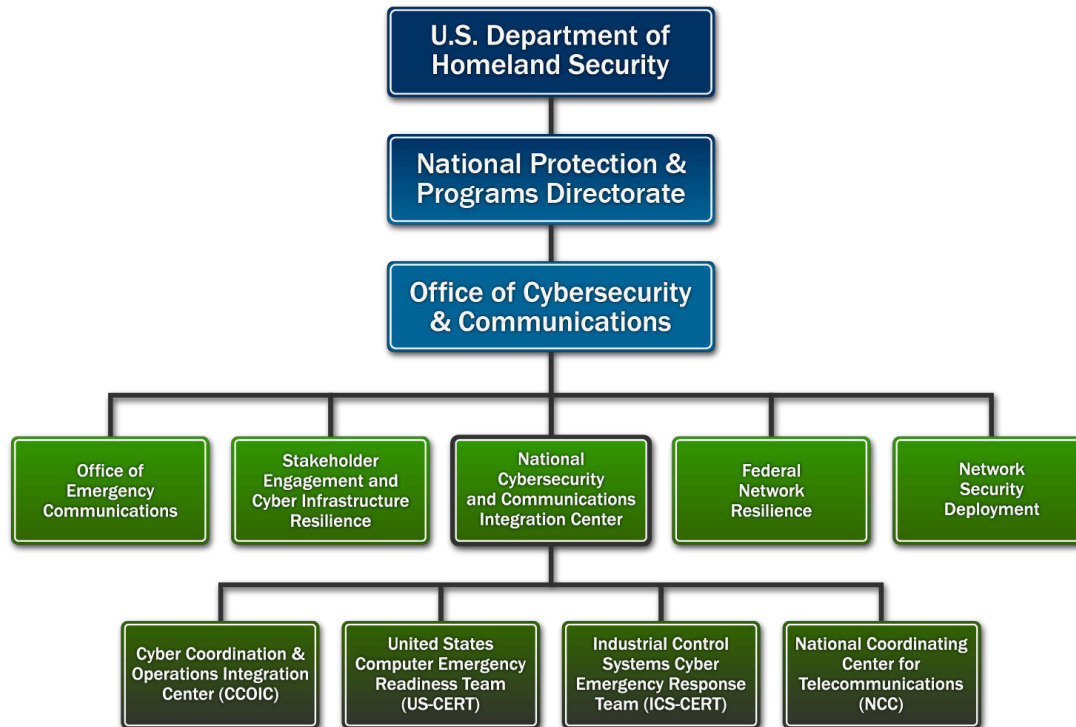 U.S. Department of
Homeland Security
National Protection &
Programs Directorate
Office of Cybersecurity
& Communications
Office of
Emergency
Communications
Stakeholder
Engagement and
Cyber Infrastructure
Resilience
National
Cybersecurity
and Communications
Integration Center
Federal
Network
Resilience
Network
Security
Deployment
Cyber Coordination &
Operations Integration
Center (CCOIC)
United States
Computer Emergency
Readiness Team
(US-CERT)
Industrial Control
Systems Cyber
Emergency Response
Team (ICS-CERT)
National Coordinating
Center for
Telecommunications
(NCC)